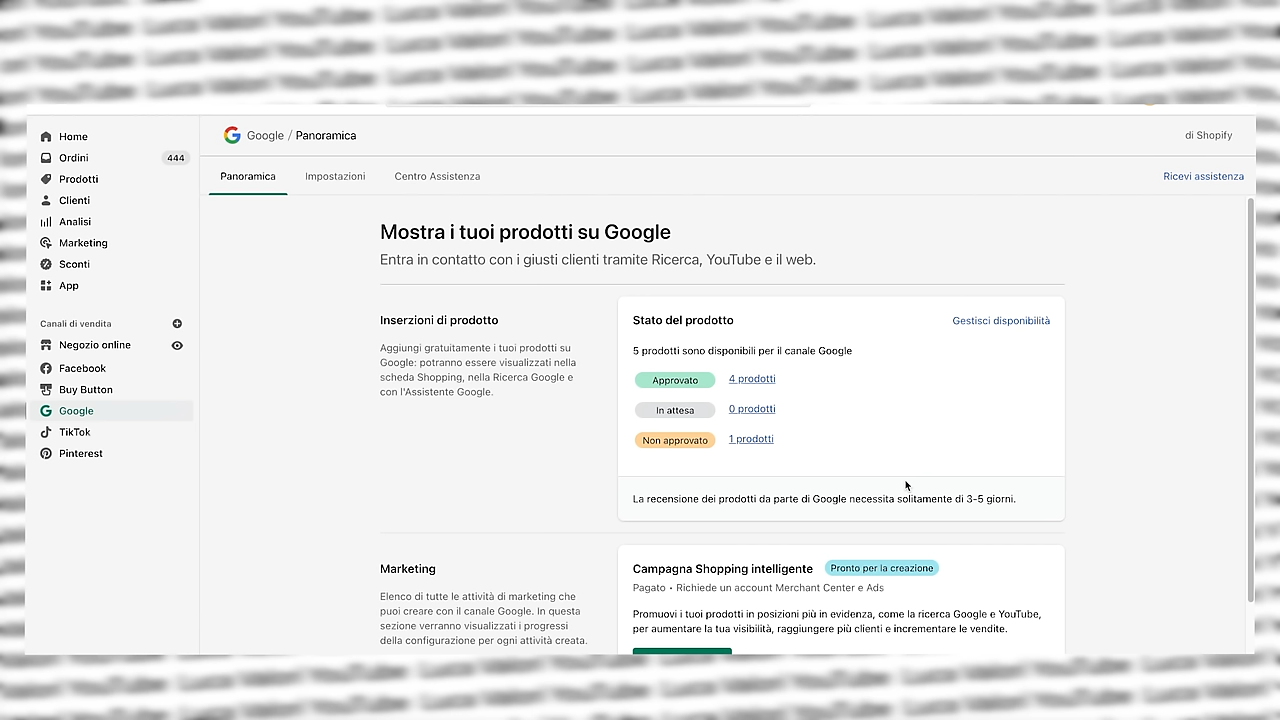 Home
Ordini 444
Prodotti
Clienti
Analisi
Marketing
Sconti
App
Canali di vendita
Negozio online
Facebook
Buy Button
Google
TikTok
Pinterest
Google / Panoramica
di Shopify
Panoramica Impostazioni Centro Assistenza
Ricevi assistenza
Mostra i tuoi prodotti su Google
Entra in contatto con i giusti clienti tramite Ricerca, YouTube e il web.
Inserzioni di prodotto
Aggiungi gratuitamente i tuoi prodotti su
Google: potranno essere visualizzati nella
scheda Shopping, nella Ricerca Google e
con l'Assistente Google.
Stato del prodotto
Gestisci disponibilità
5 prodotti sono disponibili per il canale Google
Approvato 4 prodotti
In attesa 0 prodotti
Non approvato 1 prodotti
La recensione dei prodotti da parte di Google necessita solitamente di 3-5 giorni.
Marketing
Elenco di tutte le attività di marketing che
puoi creare con il canale Google. In questa
sezione verranno visualizzati i progressi
della configurazione per ogni attività creata.
Campagna Shopping intelligente Pronto per la creazione
Pagato • Richiede un account Merchant Center e Ads
Promuovi i tuoi prodotti in posizioni più in evidenza, come la ricerca Google e YouTube,
per aumentare la tua visibilità, raggiungere più clienti e incrementare le vendite.